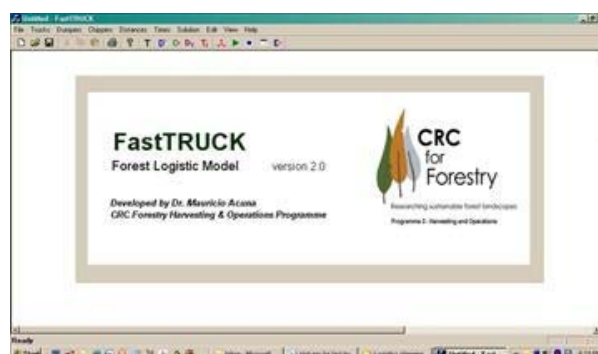 Untitled - FastTRUCK
File Trucks Dumpers Chippers Distances Times Solution Edit View Help
FastTRUCK
Forest Logistic Model version 2.0
Developed by Dr. Mauricio Acuna
CRC Forestry Harvesting & Operations Programme
CRC
for
Forestry
Researching sustainable forest landscapes
Programme 3: Harvesting and Operations
Ready
Start